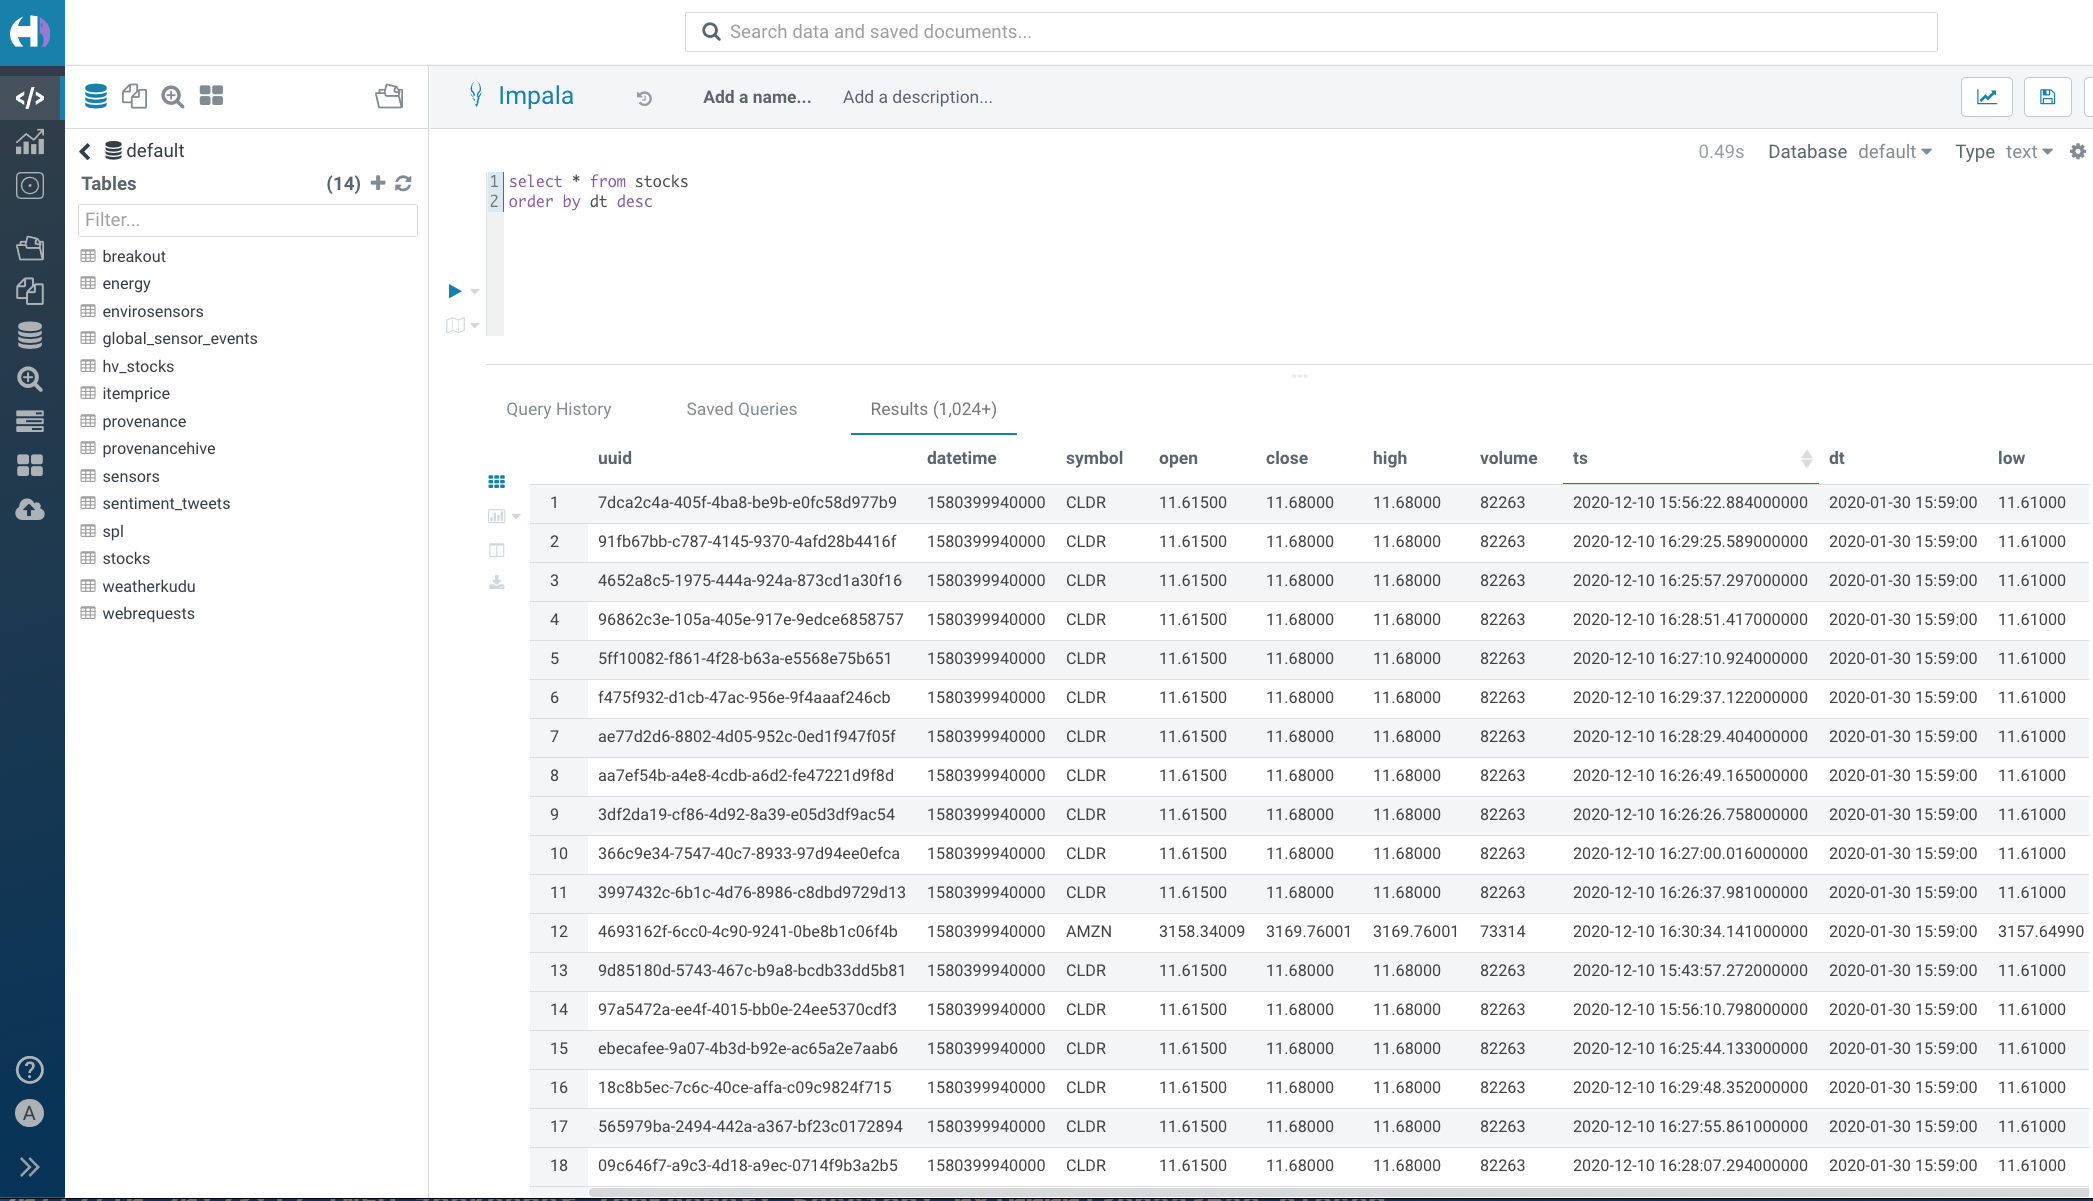 Search data and saved documents...
Impala
Add a name...
Add a description...
default
0.49s Database default Type text
Tables (14)
Filter...
1 select * from stocks
2 order by dt desc
breakout
energy
envirosensors
global_sensor_events
hv_stocks
itemprice
provenance
provenancehive
sensors
sentiment_tweets
spl
stocks
weatherkudu
webrequests
Query History Saved Queries Results (1,024+)
uuid datetime symbol open close high volume ts dt low
1 7dca2c4a-405f-4ba8-be9b-e0fc58d977b9 1580399940000 CLDR 11.61500 11.68000 11.68000 82263 2020-12-10 15:56:22.884000000 2020-01-30 15:59:00 11.61000
2 91fb67bb-c787-4145-9370-4afd28b4416f 1580399940000 CLDR 11.61500 11.68000 11.68000 82263 2020-12-10 16:29:25.589000000 2020-01-30 15:59:00 11.61000
3 4652a8c5-1975-444a-924a-873cd1a30f16 1580399940000 CLDR 11.61500 11.68000 11.68000 82263 2020-12-10 16:25:57.297000000 2020-01-30 15:59:00 11.61000
4 96862c3e-105a-405e-917e-9edce6858757 1580399940000 CLDR 11.61500 11.68000 11.68000 82263 2020-12-10 16:28:51.417000000 2020-01-30 15:59:00 11.61000
5 5ff10082-f861-4f28-b63a-e5568e75b651 1580399940000 CLDR 11.61500 11.68000 11.68000 82263 2020-12-10 16:27:10.924000000 2020-01-30 15:59:00 11.61000
6 f475f932-d1cb-47ac-956e-9f4aaaf246cb 1580399940000 CLDR 11.61500 11.68000 11.68000 82263 2020-12-10 16:29:37.122000000 2020-01-30 15:59:00 11.61000
7 ae77d2d6-8802-4d05-952c-0ed1f947f05f 1580399940000 CLDR 11.61500 11.68000 11.68000 82263 2020-12-10 16:28:29.404000000 2020-01-30 15:59:00 11.61000
8 aa7ef54b-a4e8-4cdb-a6d2-fe47221d9f8d 1580399940000 CLDR 11.61500 11.68000 11.68000 82263 2020-12-10 16:26:49.165000000 2020-01-30 15:59:00 11.61000
9 3df2da19-cf86-4d92-8a39-e05d3df9ac54 1580399940000 CLDR 11.61500 11.68000 11.68000 82263 2020-12-10 16:26:26.758000000 2020-01-30 15:59:00 11.61000
10 366c9e34-7547-40c7-8933-97d94ee0efca 1580399940000 CLDR 11.61500 11.68000 11.68000 82263 2020-12-10 16:27:00.016000000 2020-01-30 15:59:00 11.61000
11 3997432c-6b1c-4d76-8986-c8dbd9729d13 1580399940000 CLDR 11.61500 11.68000 11.68000 82263 2020-12-10 16:26:37.981000000 2020-01-30 15:59:00 11.61000
12 4693162f-6cc0-4c90-9241-0be8b1c06f4b 1580399940000 AMZN 3158.34009 3169.76001 3169.76001 73314 2020-12-10 16:30:34.141000000 2020-01-30 15:59:00 3157.64990
13 9d85180d-5743-467c-b9a8-bcdb33dd5b81 1580399940000 CLDR 11.61500 11.68000 11.68000 82263 2020-12-10 15:43:57.272000000 2020-01-30 15:59:00 11.61000
14 97a5472a-ee4f-4015-bb0e-24ee5370cdf3 1580399940000 CLDR 11.61500 11.68000 11.68000 82263 2020-12-10 15:56:10.798000000 2020-01-30 15:59:00 11.61000
15 ebecafee-9a07-4b3d-b92e-ac65a2e7aab6 1580399940000 CLDR 11.61500 11.68000 11.68000 82263 2020-12-10 16:25:44.133000000 2020-01-30 15:59:00 11.61000
16 18c8b5ec-7c6c-40ce-affa-c09c9824f715 1580399940000 CLDR 11.61500 11.68000 11.68000 82263 2020-12-10 16:29:48.352000000 2020-01-30 15:59:00 11.61000
17 565979ba-2494-442a-a367-bf23c0172894 1580399940000 CLDR 11.61500 11.68000 11.68000 82263 2020-12-10 16:27:55.861000000 2020-01-30 15:59:00 11.61000
18 09c646f7-a9c3-4d18-a9ec-0714f9b3a2b5 1580399940000 CLDR 11.61500 11.68000 11.68000 82263 2020-12-10 16:28:07.294000000 2020-01-30 15:59:00 11.61000
A